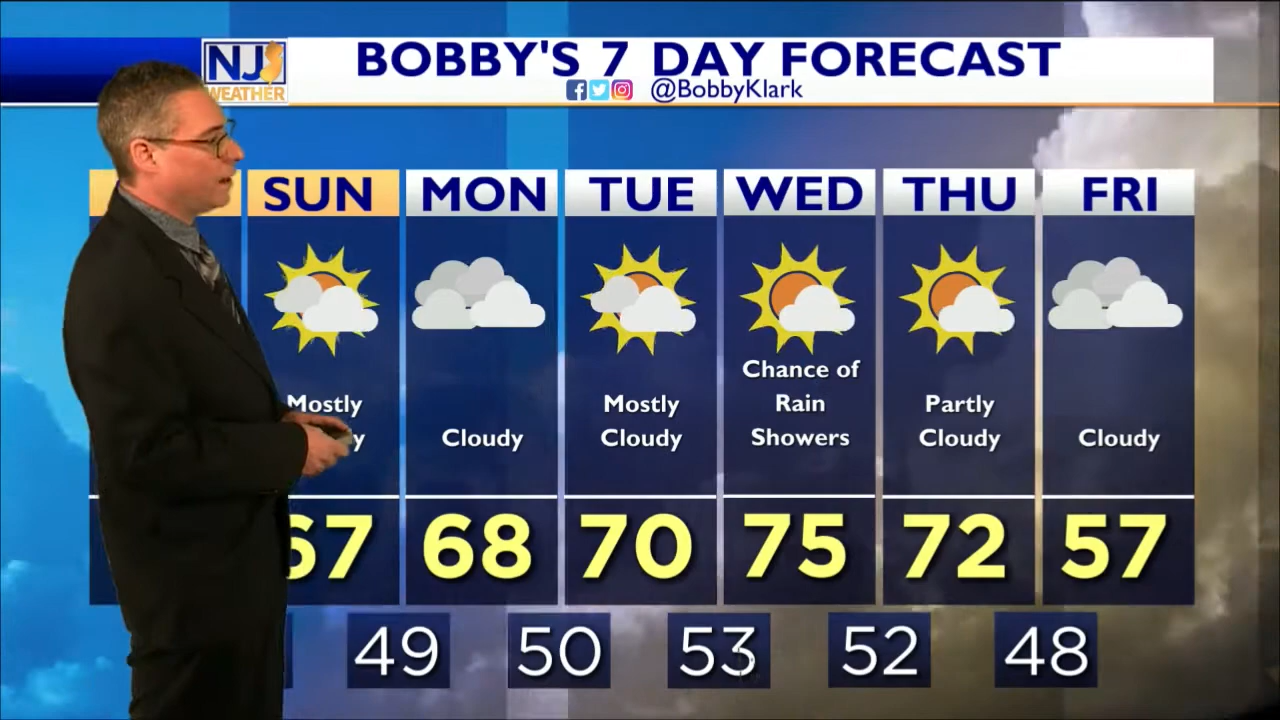 NJ
WEATHER
BOBBY'S 7 DAY FORECAST
@BobbyKlark
SUN MON TUE WED THU FRI
Mostly
Cloudy
Mostly
Cloudy
Chance of
Rain
Showers
Partly
Cloudy
Cloudy
67 68 70 75 72 57
49 50 53 52 48